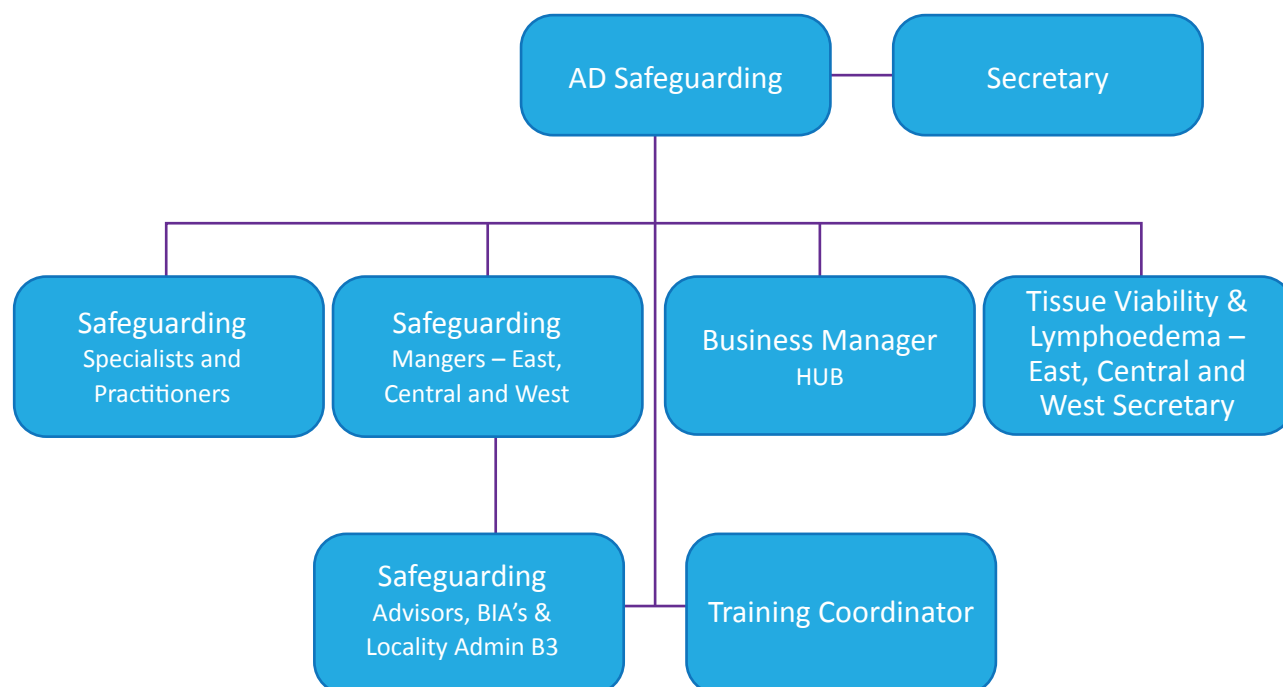 AD Safeguarding
Secretary
Safeguarding
Specialists and
Practitioners
Safeguarding
Mangers – East,
Central and West
Business Manager
HUB
Tissue Viability &
Lymphoedema –
East, Central and
West Secretary
Safeguarding
Advisors, BIA’s &
Locality Admin B3
Training Coordinator